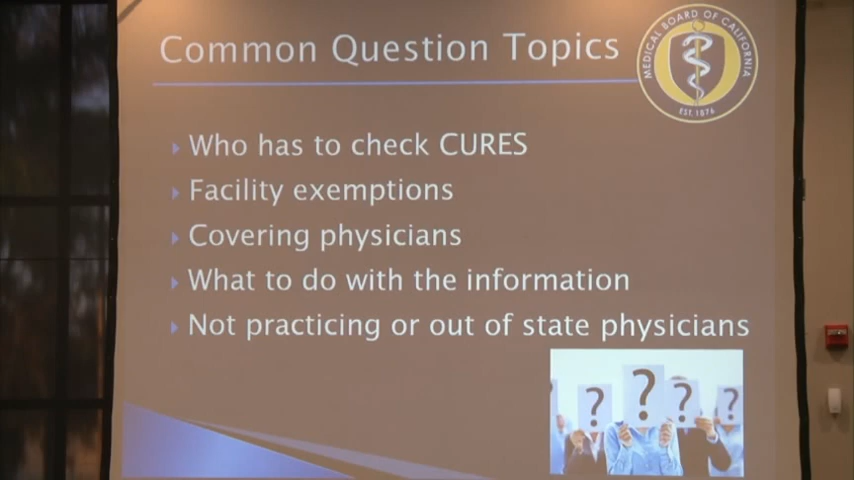 Common Question Topics
MEDICAL BOARD OF CALIFORNIA
EST. 1876
Who has to check CURES
Facility exemptions
Covering physicians
What to do with the information
Not practicing or out of state physicians
? ? ? ?